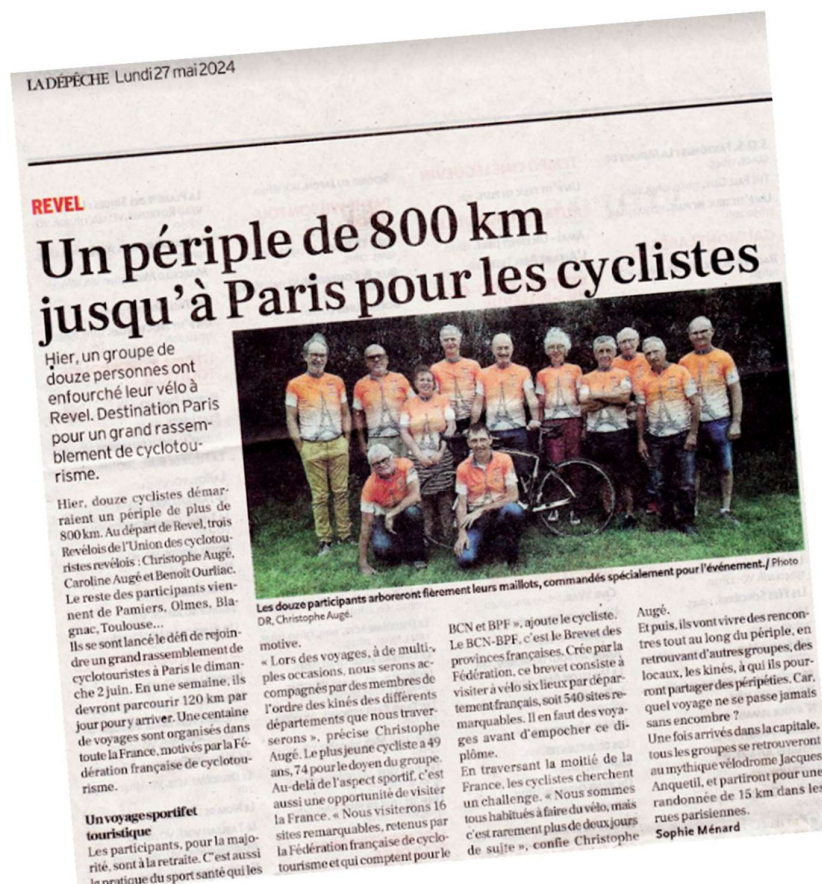 LA DÉPÊCHE Lundi 27 mai 2024
REVEL
Un périple de 800 km
jusqu'à Paris pour les cyclistes
Hier, un groupe de
douze personnes ont
enfourché leur vélo à
Revel. Destination Paris
pour un grand rassem-
blement de cyclotou-
risme.
Hier, douze cyclistes démar-
raient un périple de plus de
800 km. Au départ de Revel, trois
Revélois de l'Union des cyclotou-
ristes revélois : Christophe Augé,
Caroline Augé et Benoît Ourliac.
Le reste des participants vien-
nent de Pamiers, Olmes, Bla-
gnac, Toulouse...
Ils se sont lancé le défi de rejoin-
dre un grand rassemblement de
cyclotouristes à Paris le diman-
che 2 juin. En une semaine, ils
devront parcourir 120 km par
jour pour y arriver. Une centaine
de voyages sont organisés dans
toute la France, motivés par la Fé-
dération française de cyclotou-
risme.
Un voyage sportif et
touristique
Les participants, pour la majo-
rité, sont à la retraite. C'est aussi
la pratique du sport santé qui les
Les douze participants arboreront fièrement leurs maillots, commandés spécialement pour l'événement./ Photo
DR, Christophe Augé.
motive.
« Lors des voyages, à de multi-
ples occasions, nous serons ac-
compagnés par des membres de
l'ordre des kinés des différents
départements que nous traver-
serons », précise Christophe
Augé. Le plus jeune cycliste a 49
ans, 74 pour le doyen du groupe.
Au-delà de l'aspect sportif, c'est
aussi une opportunité de visiter
la France. « Nous visiterons 16
sites remarquables, retenus par
la Fédération française de cyclo-
tourisme et qui comptent pour le
BCN et BPF », ajoute le cycliste.
Le BCN-BPF, c'est le Brevet des
provinces françaises. Crée par la
Fédération, ce brevet consiste à
visiter à vélo six lieux par dépar-
tement français, soit 540 sites re-
marquables. Il en faut des voya-
ges avant d'empocher ce di-
plôme.
En traversant la moitié de la
France, les cyclistes cherchent
un challenge. « Nous sommes
tous habitués à faire du vélo, mais
c'est rarement plus de deux jours
de suite », confie Christophe
Augé.
Et puis, ils vont vivre des rencon-
tres tout au long du périple, en
retrouvant d'autres groupes, des
locaux, les kinés, à qui ils pour-
ront partager des péripéties. Car,
quel voyage ne se passe jamais
sans encombre ?
Une fois arrivés dans la capitale,
tous les groupes se retrouveront
au mythique vélodrome Jacques
Anquetil, et partiront pour une
randonnée de 15 km dans les
rues parisiennes.
Sophie Ménard